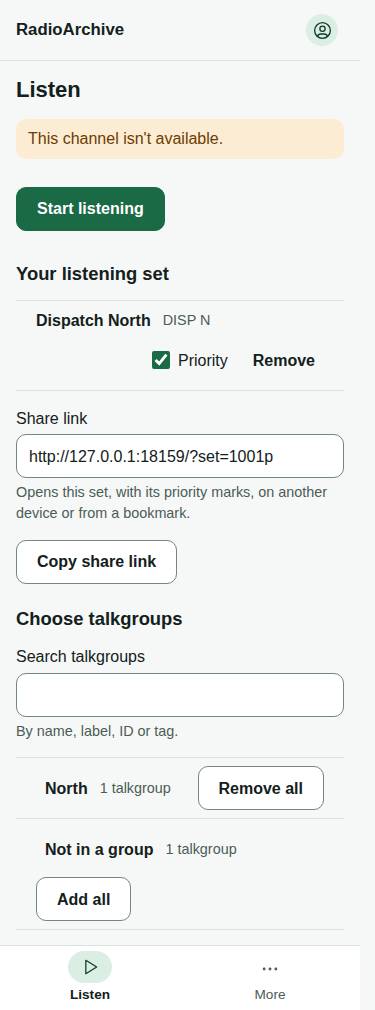 RadioArchive
Listen
This channel isn't available.
Start listening
Your listening set
Dispatch North DISP N
Priority Remove
Share link
http://127.0.0.1:18159/?set=1001p
Opens this set, with its priority marks, on another
device or from a bookmark.
Copy share link
Choose talkgroups
Search talkgroups
By name, label, ID or tag.
North 1 talkgroup Remove all
Not in a group 1 talkgroup
Add all
Listen More